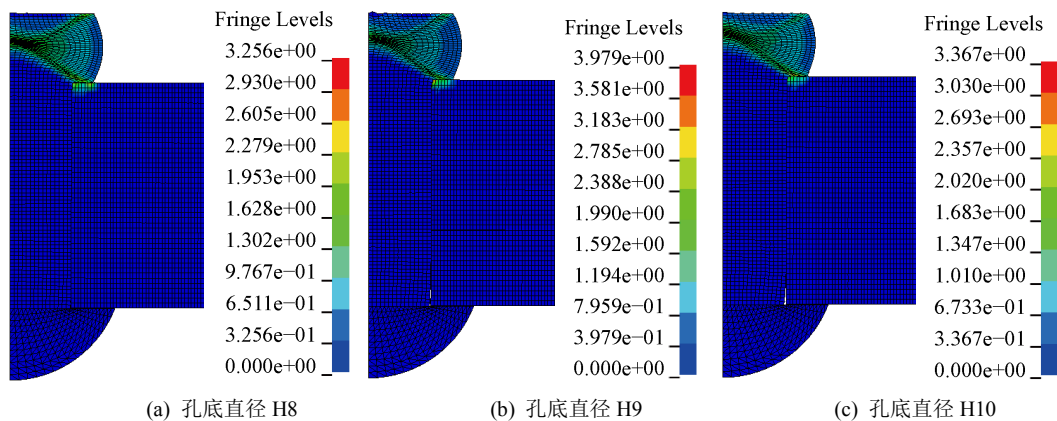 Fringe Levels
3.256e+00
2.930e+00
2.605e+00
2.279e+00
1.953e+00
1.628e+00
1.302e+00
9.767e−01
6.511e−01
3.256e−01
0.000e+00
(a) 孔底直径 H8
Fringe Levels
3.979e+00
3.581e+00
3.183e+00
2.785e+00
2.388e+00
1.990e+00
1.592e+00
1.194e+00
7.959e−01
3.979e−01
0.000e+00
(b) 孔底直径 H9
Fringe Levels
3.367e+00
3.030e+00
2.693e+00
2.357e+00
2.020e+00
1.683e+00
1.347e+00
1.010e+00
6.733e−01
3.367e−01
0.000e+00
(c) 孔底直径 H10